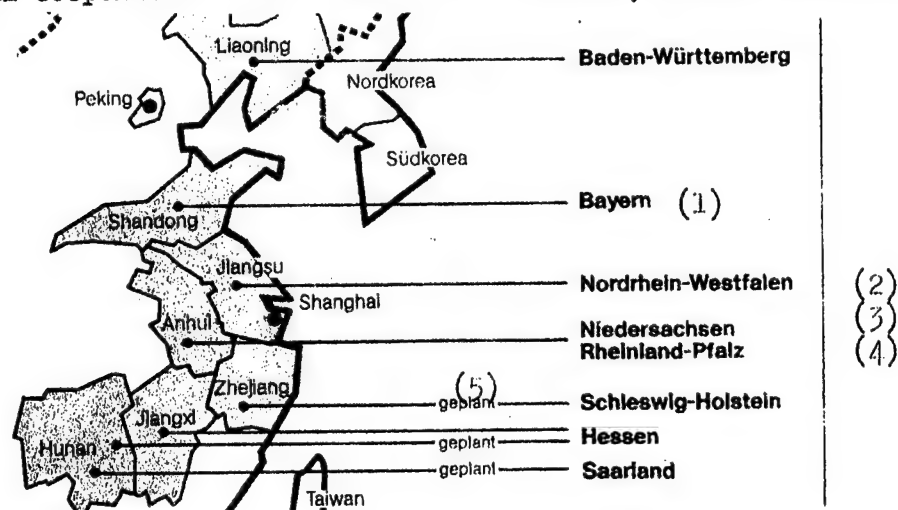 Liaoning
Baden-Württemberg
Nordkorea
Peking
Südkorea
Shandong
Bayern (1)
Jiangsu
Nordrhein-Westfalen (2)
Shanghai
Anhui
Niedersachsen (3)
Rheinland-Pfalz (4)
Zhejiang
(5)
geplant
Schleswig-Holstein
Jiangxi
Hessen
Hunan
geplant
geplant
Saarland
Taiwan